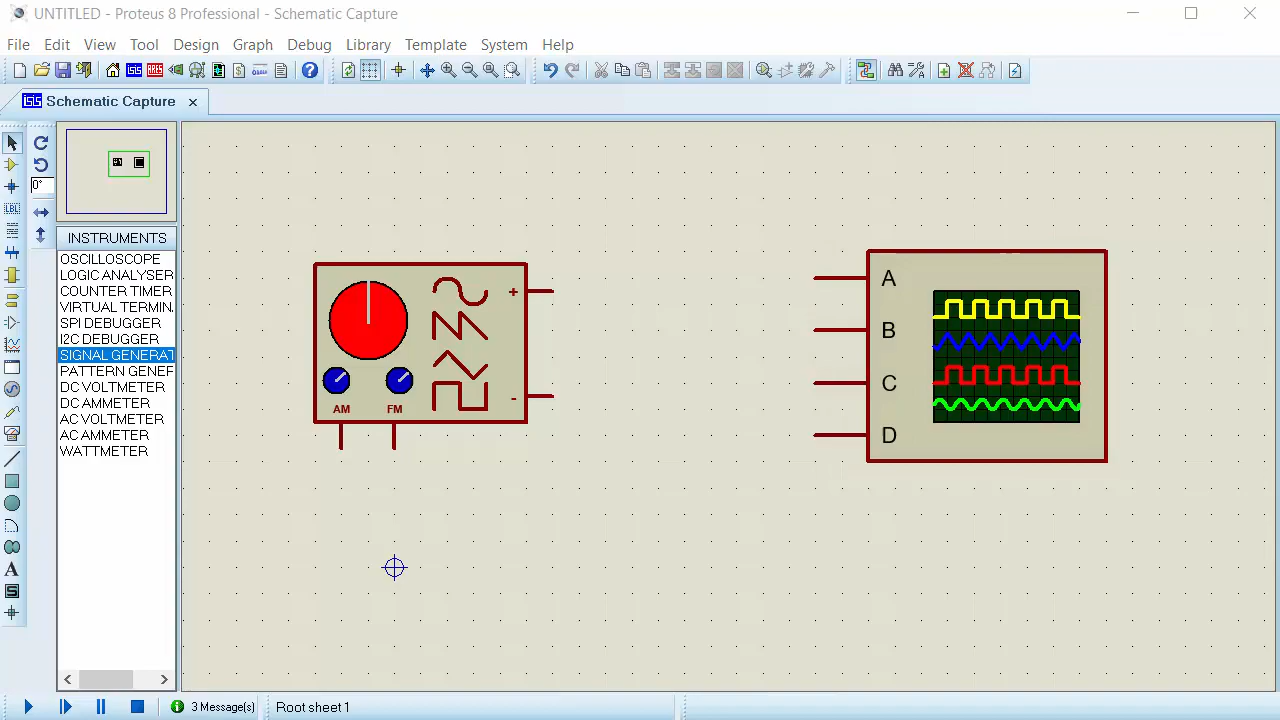 UNTITLED - Proteus 8 Professional - Schematic Capture
File Edit View Tool Design Graph Debug Library Template System Help
Schematic Capture
0°
LBL
INSTRUMENTS
OSCILLOSCOPE
LOGIC ANALYSER
COUNTER TIMER
VIRTUAL TERMIN
SPI DEBUGGER
I2C DEBUGGER
SIGNAL GENERAT
PATTERN GENEF
DC VOLTMETER
DC AMMETER
AC VOLTMETER
AC AMMETER
WATTMETER
A
S
+
-
AM FM
A
B
C
D
3 Message(s) Root sheet 1